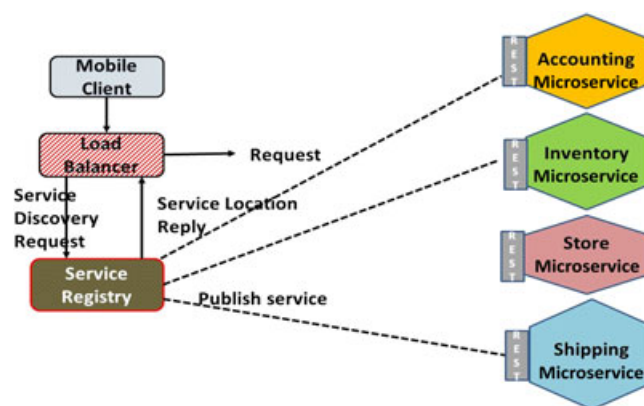 Mobile
Client
Load
Balancer
Request
Service
Discovery
Request
Service Location
Reply
Service
Registry
Publish service
REST
Accounting
Microservice
REST
Inventory
Microservice
REST
Store
Microservice
REST
Shipping
Microservice